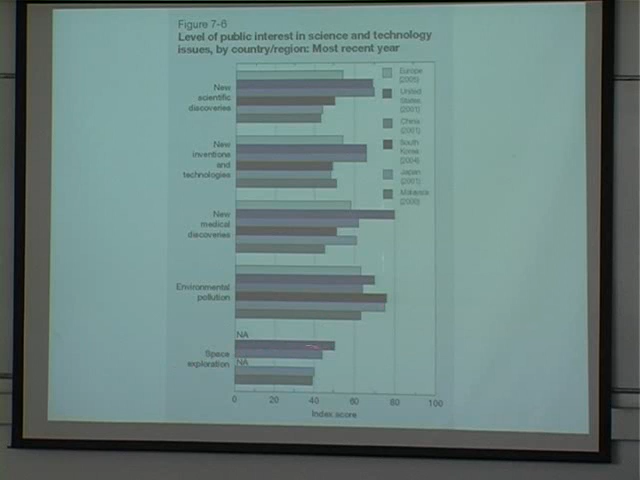 Figure 7-6
Level of public interest in science and technology
issues, by country/region: Most recent year
New
scientific
discoveries
New
inventions
and
technologies
New
medical
discoveries
Environmental
pollution
NA
Space
exploration
NA
0 20 40 60 80 100
Index score
Europe
(2005)
United
States
(2001)
China
(2001)
South
Korea
(2004)
Japan
(2001)
Malaysia
(2000)